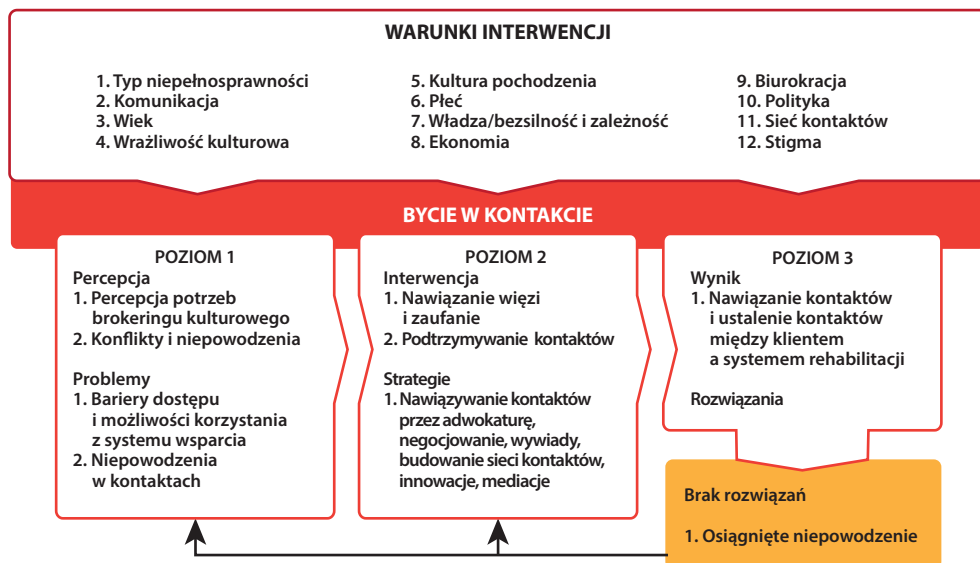 WARUNKI INTERWENCJI
1. Typ niepełnosprawności
2. Komunikacja
3. Wiek
4. Wrażliwość kulturowa
5. Kultura pochodzenia
6. Płeć
7. Władza/bezsilność i zależność
8. Ekonomia
9. Biurokracja
10. Polityka
11. Sieć kontaktów
12. Stigma
BYCIE W KONTAKCIE
POZIOM 1
Percepcja
1. Percepcja potrzeb
brokeringu kulturowego
2. Konflikty i niepowodzenia
Problemy
1. Bariery dostępu
i możliwości korzystania
z systemu wsparcia
2. Niepowodzenia
w kontaktach
POZIOM 2
Interwencja
1. Nawiązanie więzi
i zaufanie
2. Podtrzymywanie kontaktów
Strategie
1. Nawiązywanie kontaktów
przez adwokaturę,
negocjowanie, wywiady,
budowanie sieci kontaktów,
innowacje, mediacje
POZIOM 3
Wynik
1. Nawiązanie kontaktów
i ustalenie kontaktów
między klientem
a systemem rehabilitacji
Rozwiązania
Brak rozwiązań
1. Osiągnięte niepowodzenie